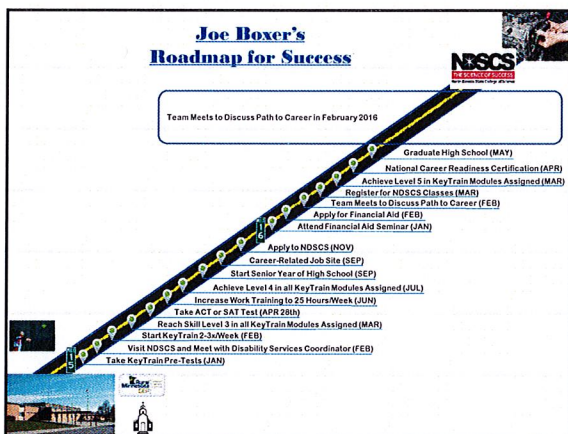 Joe Boxer's
Roadmap for Success
NDSCS
THE SCIENCE OF SUCCESS
Team Meets to Discuss Path to Career in February 2016
Graduate High School (MAY)
National Career Readiness Certification (APR)
Achieve Level 5 in KeyTrain Modules Assigned (MAR)
Register for NDSCS Classes (MAR)
Team Meets to Discuss Path to Career (FEB)
Apply for Financial Aid (FEB)
16
Attend Financial Aid Seminar (JAN)
Apply to NDSCS (NOV)
Career-Related Job Site (SEP)
Start Senior Year of High School (SEP)
Achieve Level 4 in all KeyTrain Modules Assigned (JUL)
Increase Work Training to 25 Hours/Week (JUN)
Take ACT or SAT Test (APR 28th)
Reach Skill Level 3 in all KeyTrain Modules Assigned (MAR)
Start KeyTrain 2-3x/Week (FEB)
Visit NDSCS and Meet with Disability Services Coordinator (FEB)
15
Take KeyTrain Pre-Tests (JAN)
Rural
Minnesota